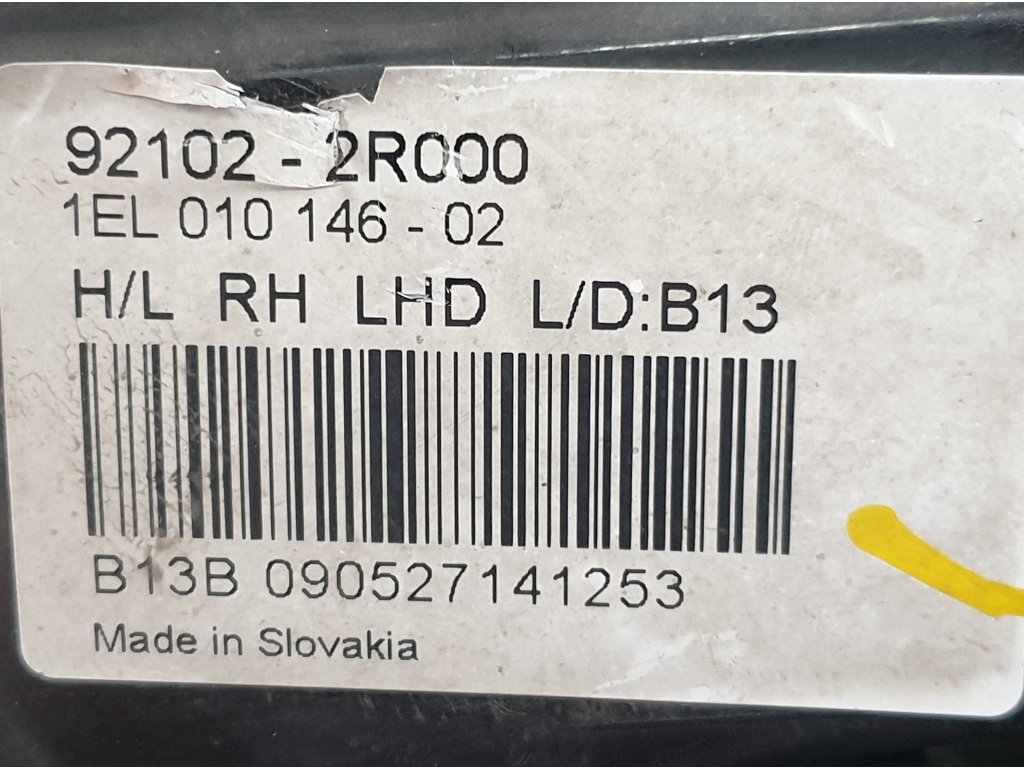 92102 - 2R000
1EL 010 146 - 02
H/L RH LHD L/D:B13
B13B 090527141253
Made in Slovakia